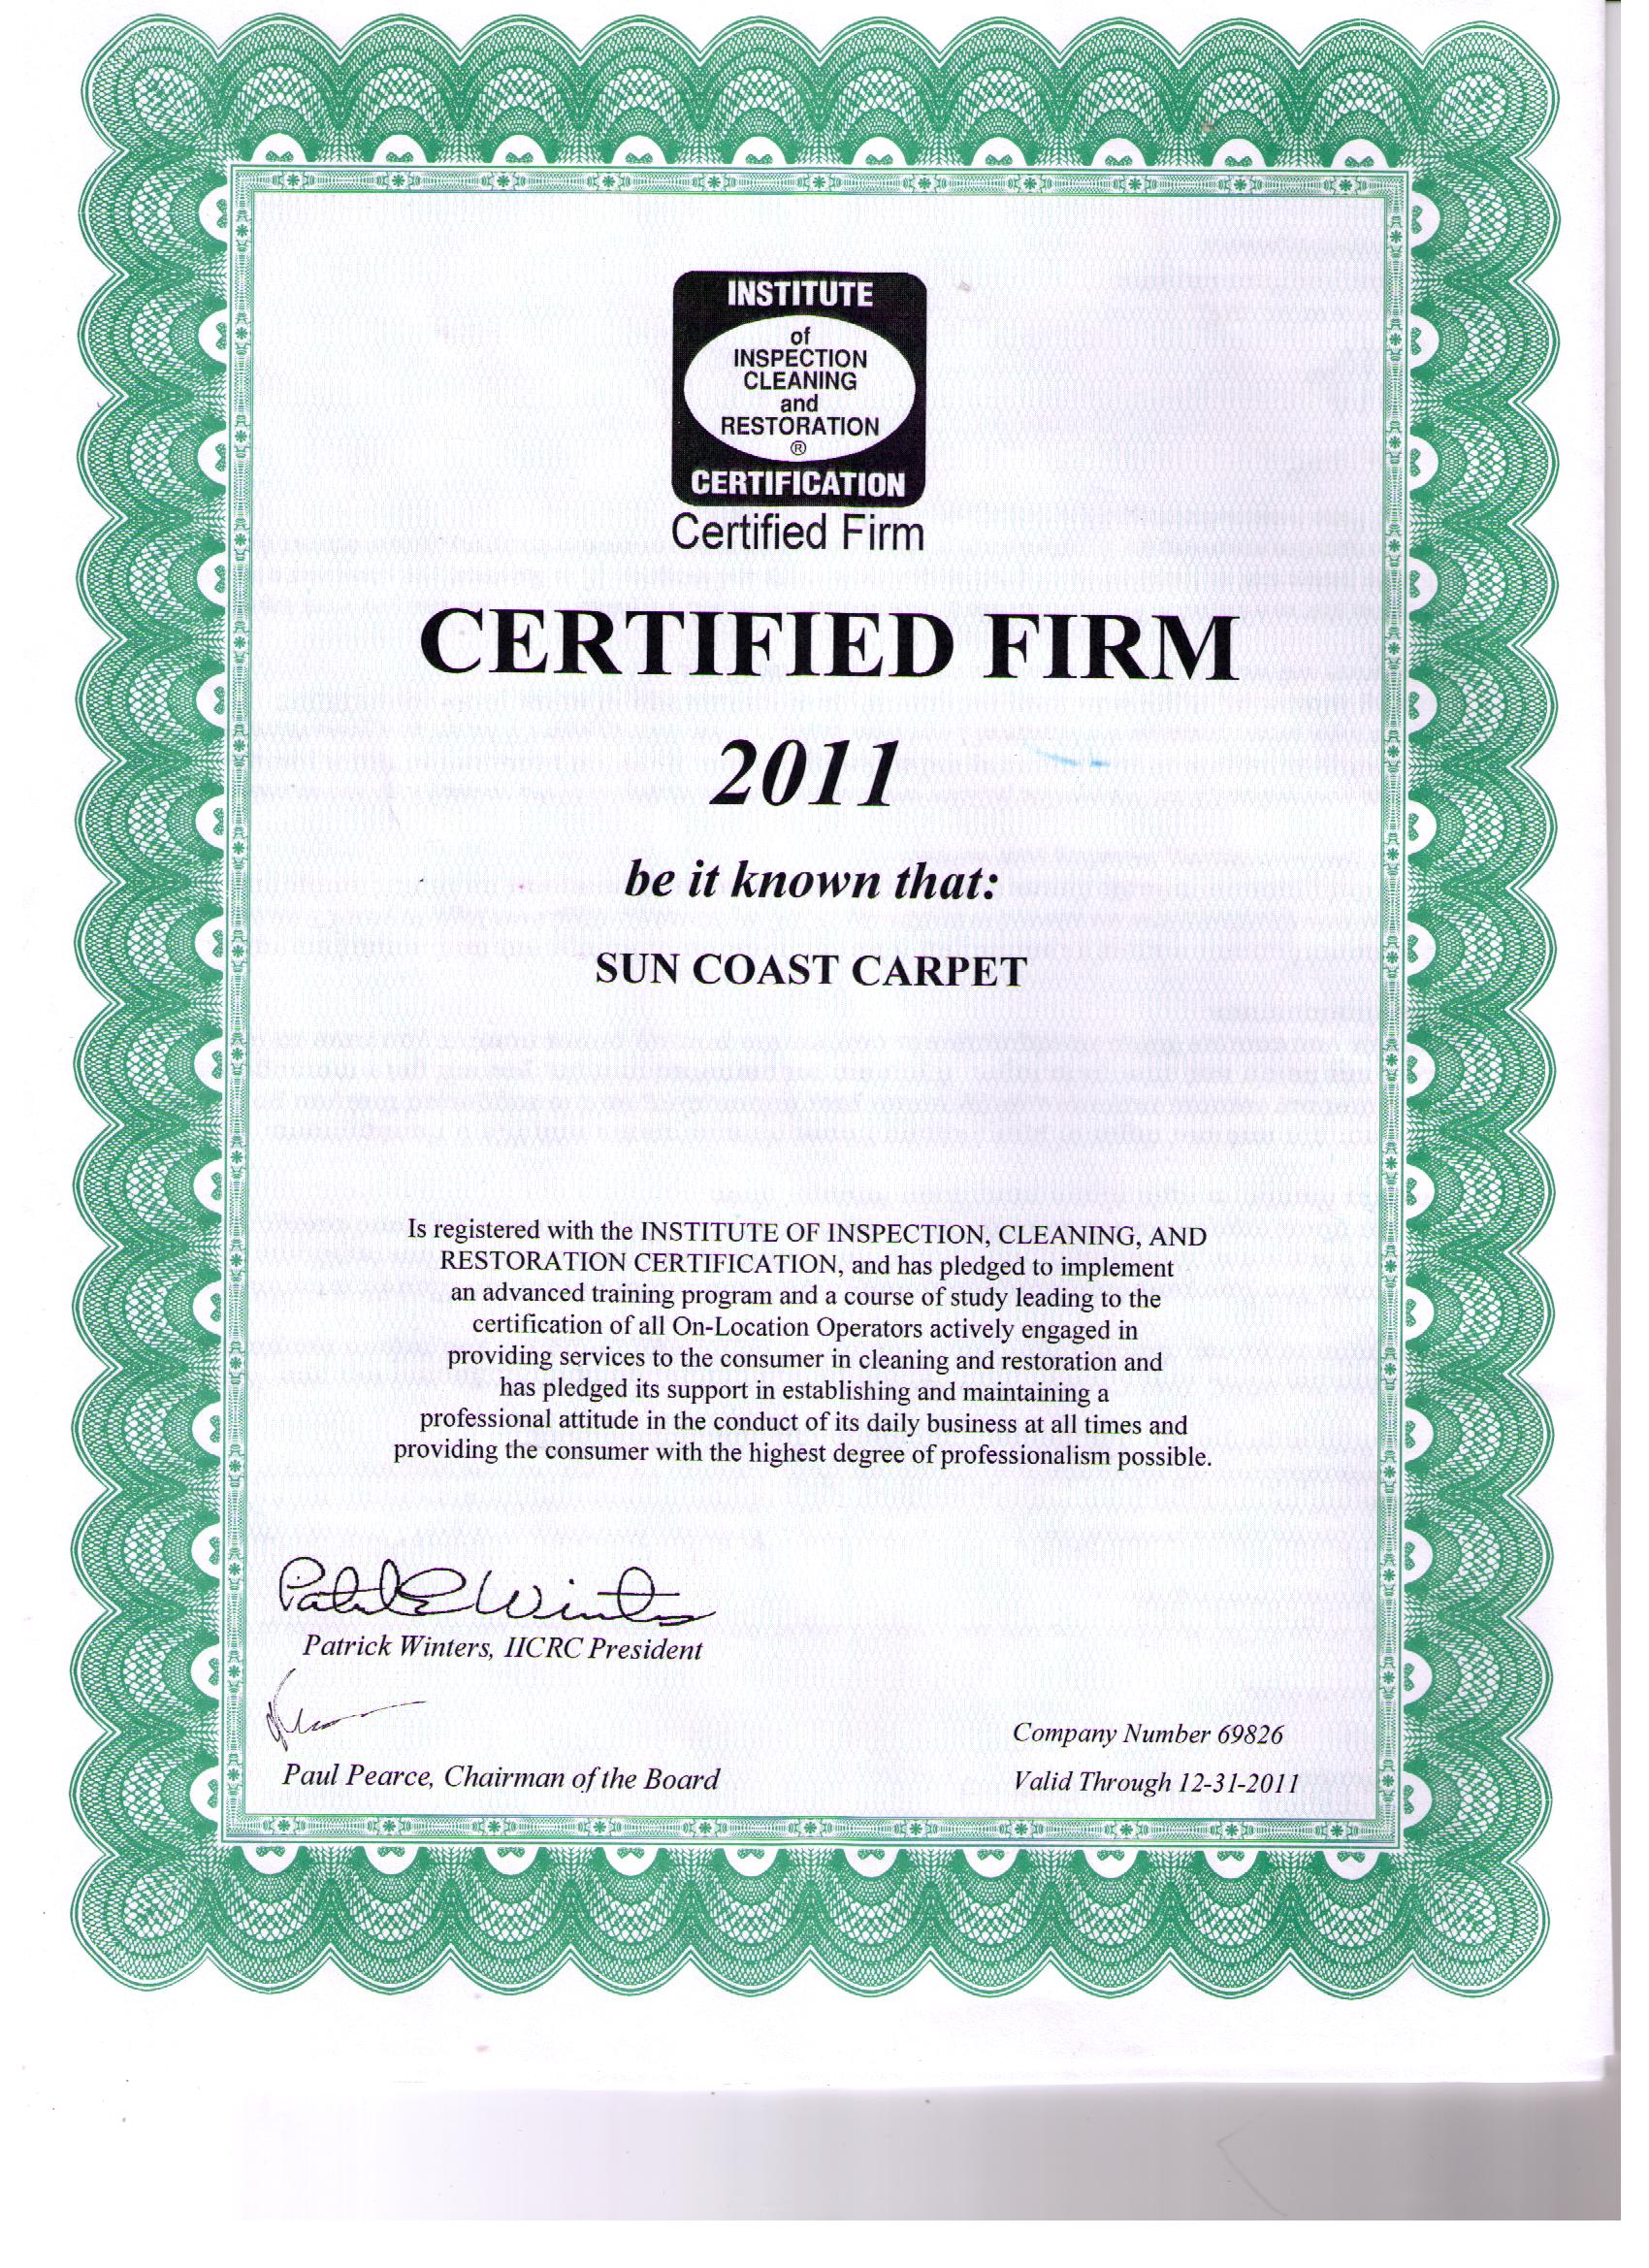 INSTITUTE
of
INSPECTION
CLEANING
and
RESTORATION
®
CERTIFICATION
Certified Firm
CERTIFIED FIRM
2011
be it known that:
SUN COAST CARPET
Is registered with the INSTITUTE OF INSPECTION, CLEANING, AND
RESTORATION CERTIFICATION, and has pledged to implement
an advanced training program and a course of study leading to the
certification of all On-Location Operators actively engaged in
providing services to the consumer in cleaning and restoration and
has pledged its support in establishing and maintaining a
professional attitude in the conduct of its daily business at all times and
providing the consumer with the highest degree of professionalism possible.
Patrick Winters, IICRC President
Paul Pearce, Chairman of the Board
Company Number 69826
Valid Through 12-31-2011